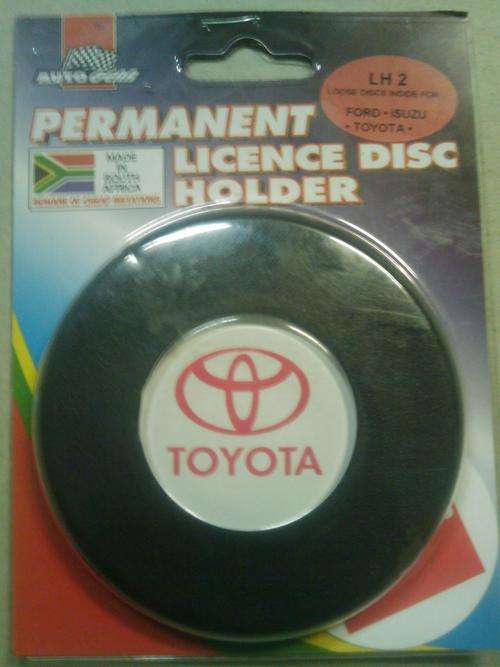 AUTO GEM
LH 2
LOOSE DISCS INSIDE FOR
FORD • ISUZU
• TOYOTA •
PERMANENT
LICENCE DISC
HOLDER
MADE
IN
SOUTH
AFRICA
TOYOTA